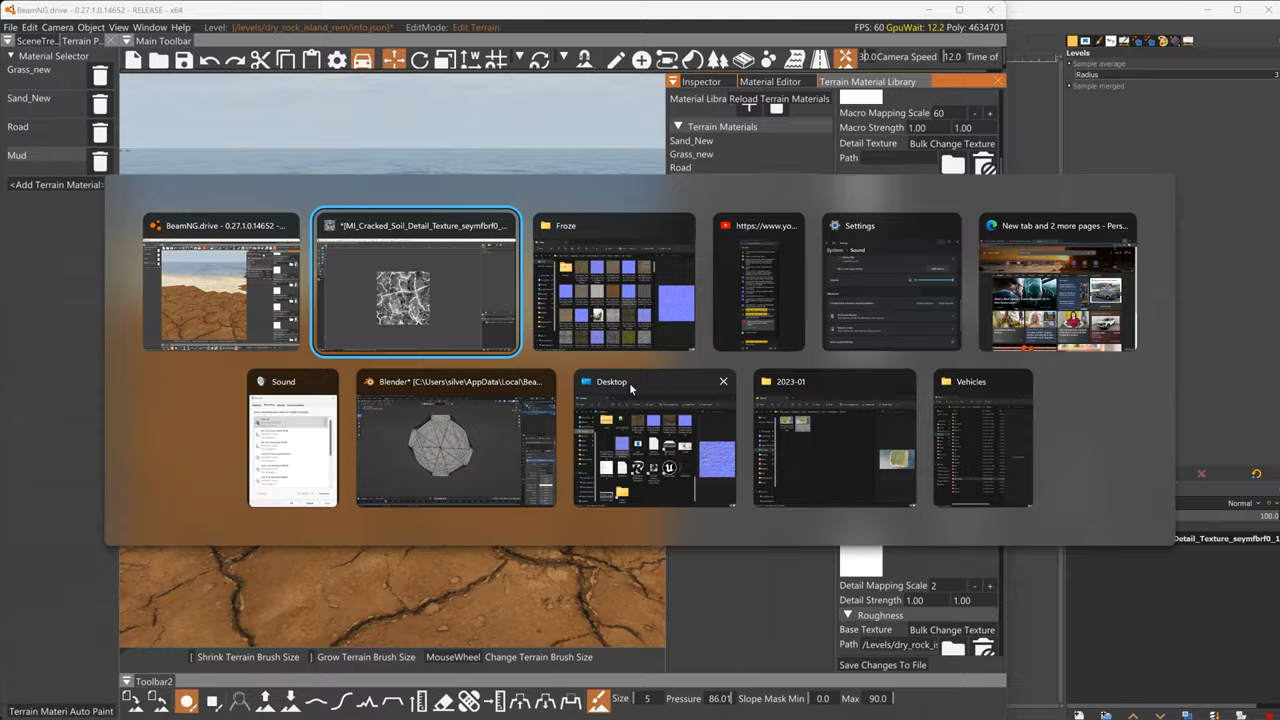 BeamNG.drive - 0.27.1.0.14652 - RELEASE - x64
File Edit Camera Level Object View Window Help Level: [/levels/dry_rock_island_rem/info.json]* EditMode: Edit Terrain FPS: 60 GpuWait: 12.2 Poly: 4634701
SceneTre... Terrain P... Main Toolbar
Material Selector
Grass_new
Sand_New
Road
Mud
<Add Terrain Material>
30.0 Camera Speed 12.0 Time of
Inspector Material Editor Terrain Material Library
Material Libra Reload Terrain Materials
Terrain Materials
Sand_New
Grass_new
Road
Macro Mapping Scale 60 - +
Macro Strength 1.00 1.00
Detail Texture Bulk Change Texture
Path
Levels
Sample average
Radius 3
Sample merged
BeamNG.drive - 0.27.1.0.14652 -...
*[MI_Cracked_Soil_Detail_Texture_seymfbrf0_...
Froze
https://www.yo...
Settings
New tab and 2 more pages - Pers...
Sound
Blender* [C:\Users\silve\AppData\Local\Bea...
Desktop
2023-01
Vehicles
Normal
100.0
Detail_Texture_seymfbrf0_1
Detail Mapping Scale 2 - +
Detail Strength 1.00 1.00
Roughness
Base Texture Bulk Change Texture
Path /Levels/dry_rock_is
Save Changes To File
[ Shrink Terrain Brush Size ] Grow Terrain Brush Size MouseWheel Change Terrain Brush Size
Toolbar2
Size 5 Pressure 86.01 Slope Mask Min 0.0 Max 90.0
Terrain Materi Auto Paint